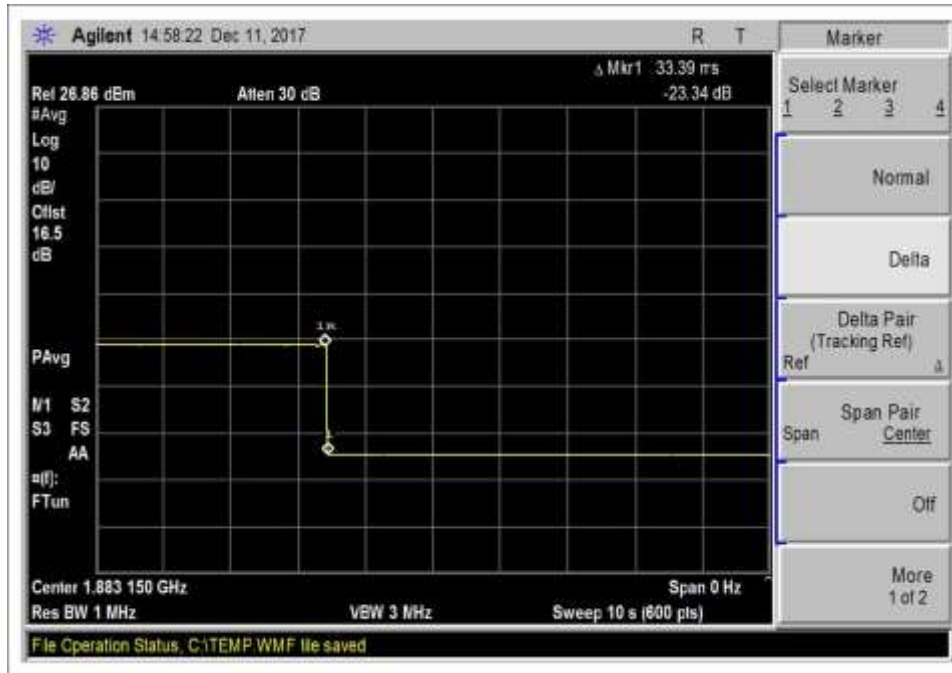 Agilent 14:58:22 Dec 11, 2017 R T
Δ Mkr1 33.39 ms
Ref 26.86 dBm Atten 30 dB -23.34 dB
#Avg
Log
10
dB/
Offst
16.5
dB
PAvg
M1 S2
S3 FS
AA
¤(f):
FTun
1R
1
Center 1.883 150 GHz Span 0 Hz
Res BW 1 MHz VBW 3 MHz Sweep 10 s (600 pts)
File Operation Status, C:\TEMP.WMF file saved
Marker
Select Marker
1 2 3 4
Normal
Delta
Delta Pair
(Tracking Ref)
Ref Δ
Span Pair
Span Center
Off
More
1 of 2